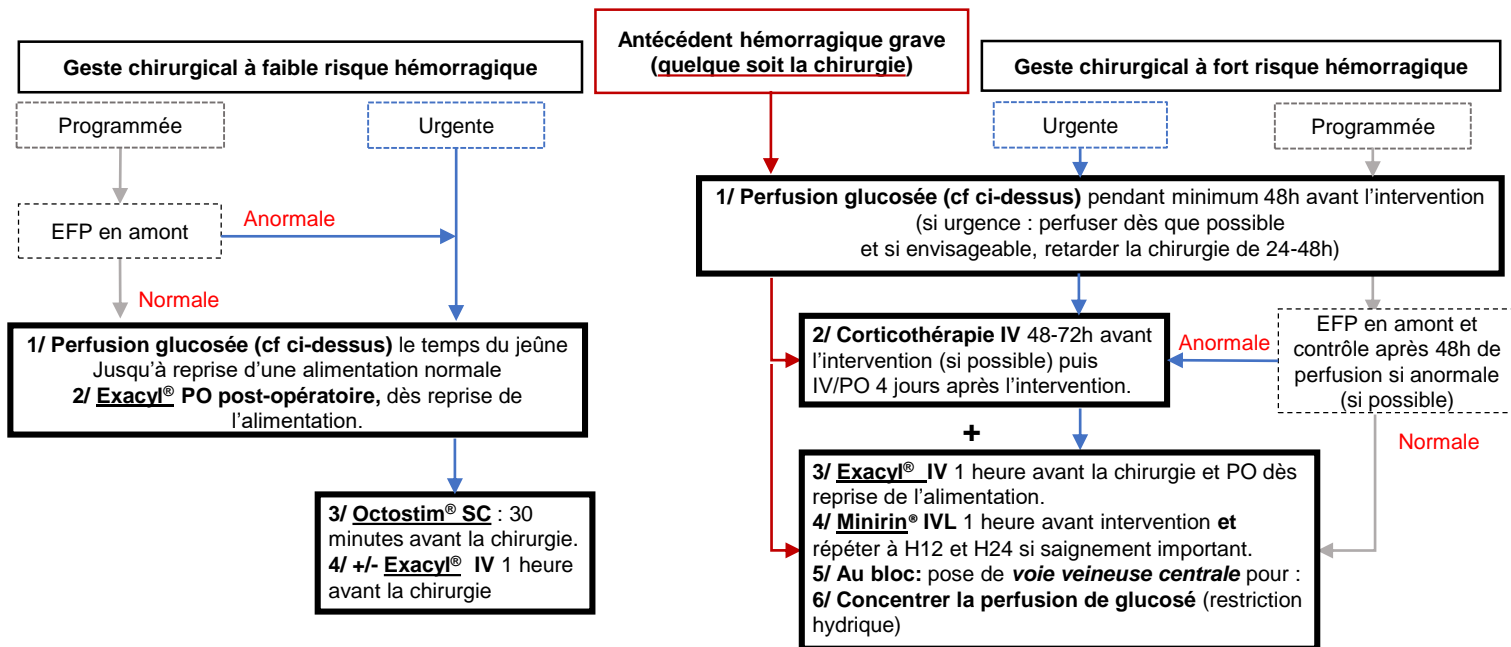 Geste chirurgical à faible risque hémorragique
Programmée
Urgente
EFP en amont
Anormale
Normale
1/ Perfusion glucosée (cf ci-dessus) le temps du jeûne
Jusqu'à reprise d'une alimentation normale
2/ Exacyl® PO post-opératoire, dès reprise de
l'alimentation.
3/ Octostim® SC : 30
minutes avant la chirurgie.
4/ +/- Exacyl® IV 1 heure
avant la chirurgie
Antécédent hémorragique grave
(quelque soit la chirurgie)
Geste chirurgical à fort risque hémorragique
Urgente
Programmée
1/ Perfusion glucosée (cf ci-dessus) pendant minimum 48h avant l'intervention
(si urgence : perfuser dès que possible
et si envisageable, retarder la chirurgie de 24-48h)
2/ Corticothérapie IV 48-72h avant
l'intervention (si possible) puis
IV/PO 4 jours après l'intervention.
Anormale
EFP en amont et
contrôle après 48h de
perfusion si anormale
(si possible)
Normale
+
3/ Exacyl® IV 1 heure avant la chirurgie et PO dès
reprise de l'alimentation.
4/ Minirin® IVL 1 heure avant intervention et
répéter à H12 et H24 si saignement important.
5/ Au bloc: pose de voie veineuse centrale pour :
6/ Concentrer la perfusion de glucosé (restriction
hydrique)